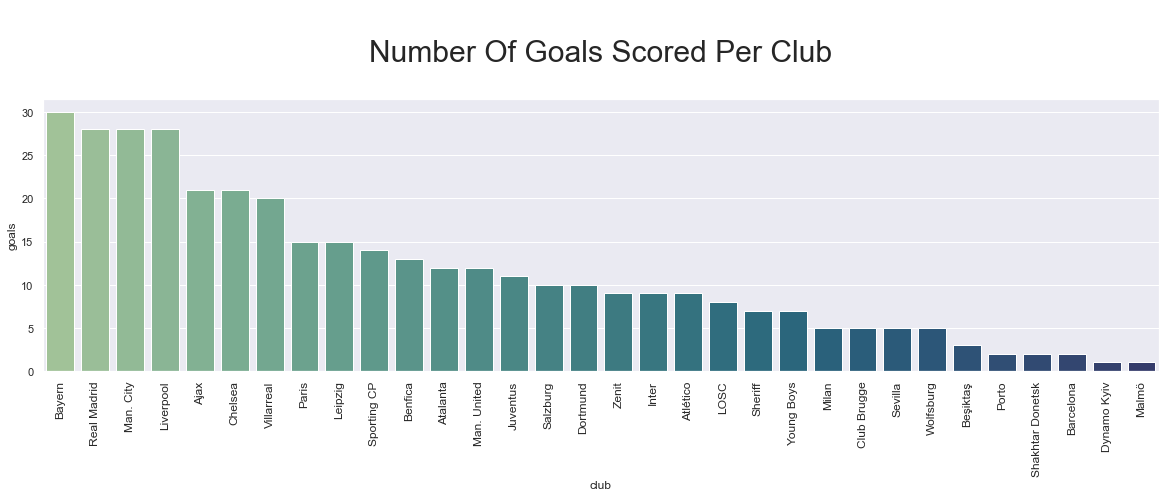 Number Of Goals Scored Per Club
30
25
20
15
10
5
0
goals
Bayern
Real Madrid
Man. City
Liverpool
Ajax
Chelsea
Villarreal
Paris
Leipzig
Sporting CP
Benfica
Atalanta
Man. United
Juventus
Salzburg
Dortmund
Zenit
Inter
Atlético
LOSC
Sheriff
Young Boys
Milan
Club Brugge
Sevilla
Wolfsburg
Beşiktaş
Porto
Shakhtar Donetsk
Barcelona
Dynamo Kyiv
Malmö
club